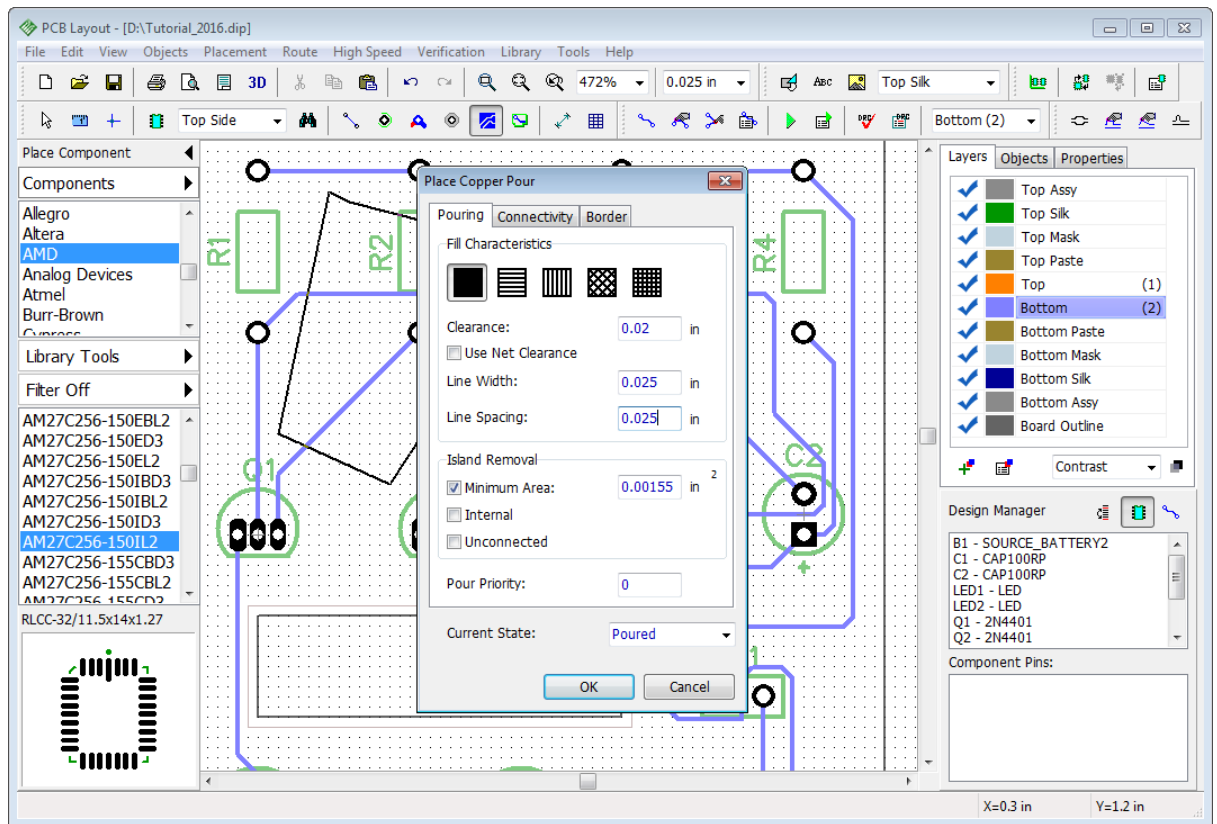 PCB Layout - [D:\Tutorial_2016.dip]
File Edit View Objects Placement Route High Speed Verification Library Tools Help
3D 472% 0.025 in ABC Top Silk
Top Side DRC DRC Bottom (2)
Place Component
Components
Allegro
Altera
AMD
Analog Devices
Atmel
Burr-Brown
Cypress
Library Tools
Filter Off
AM27C256-150EBL2
AM27C256-150ED3
AM27C256-150EL2
AM27C256-150IBD3
AM27C256-150IBL2
AM27C256-150ID3
AM27C256-150IL2
AM27C256-155CBD3
AM27C256-155CBL2
AM27C256-155CD3
RLCC-32/11.5x14x1.27
R1
R2
R4
Q1
C2
+
1
Place Copper Pour
Pouring Connectivity Border
Fill Characteristics
Clearance: 0.02 in
Use Net Clearance
Line Width: 0.025 in
Line Spacing: 0.025 in
Island Removal
Minimum Area: 0.00155 in 2
Internal
Unconnected
Pour Priority: 0
Current State: Poured
OK Cancel
Layers Objects Properties
Top Assy
Top Silk
Top Mask
Top Paste
Top (1)
Bottom (2)
Bottom Paste
Bottom Mask
Bottom Silk
Bottom Assy
Board Outline
Contrast
Design Manager
B1 - SOURCE_BATTERY2
C1 - CAP100RP
C2 - CAP100RP
LED1 - LED
LED2 - LED
Q1 - 2N4401
Q2 - 2N4401
Component Pins:
X=0.3 in Y=1.2 in